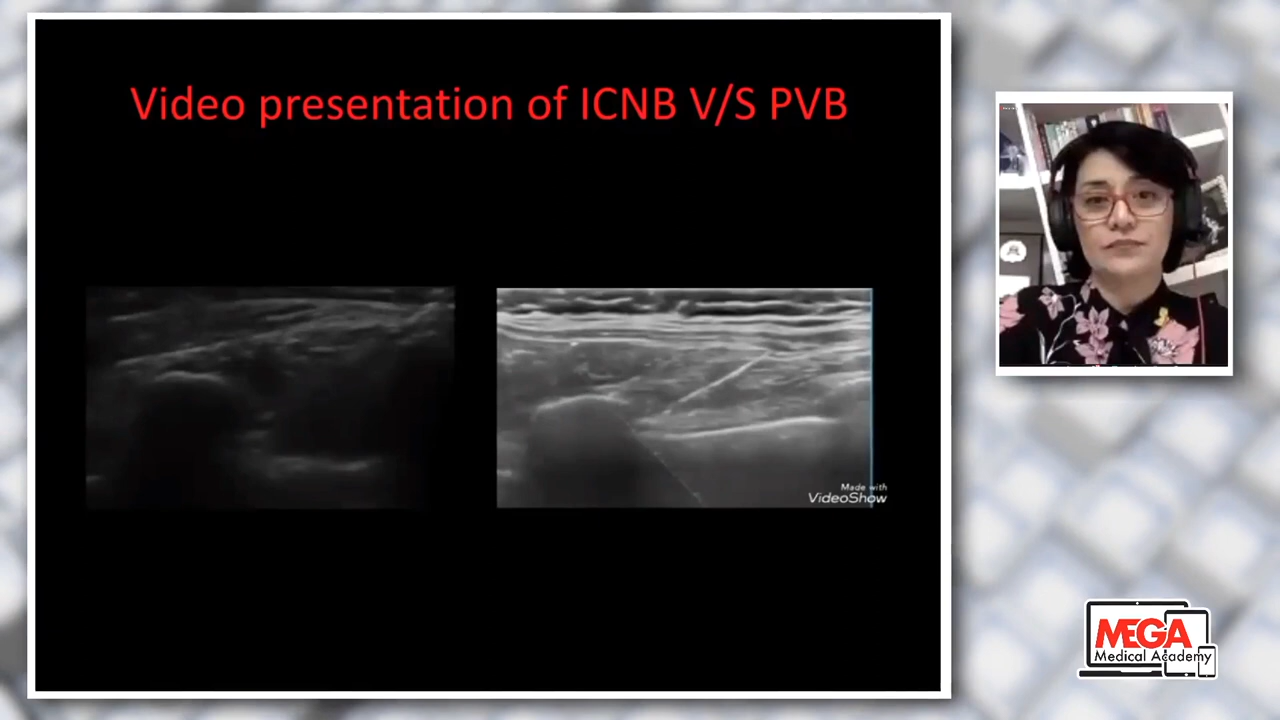 Video presentation of ICNB V/S PVB
Made with
VideoShow
MEGA
Medical Academy